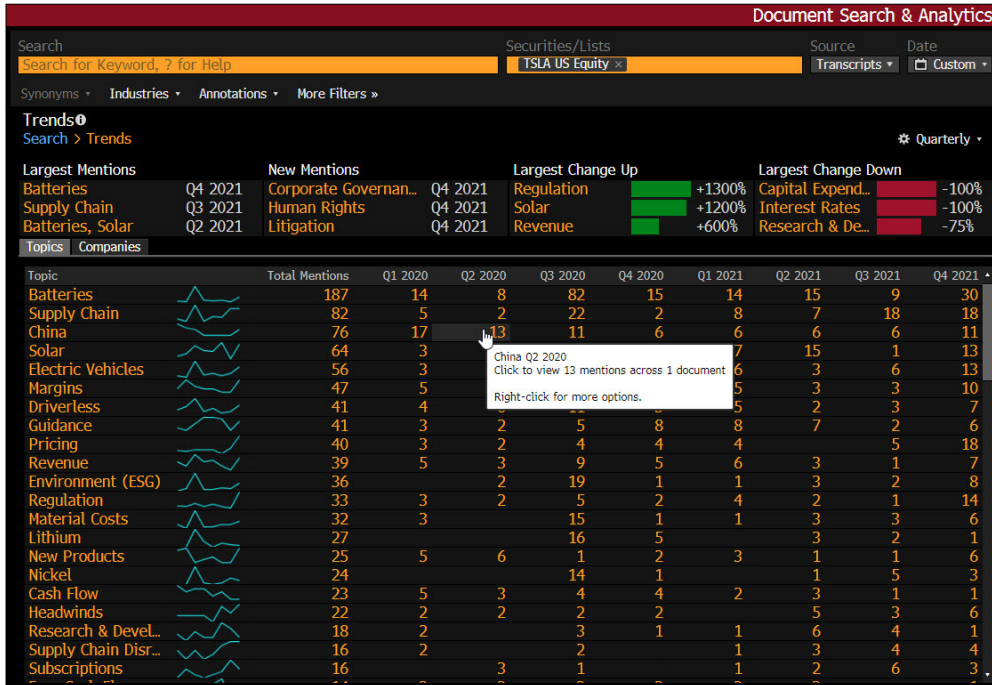 Document Search & Analytics
Search Securities/Lists Source Date
Search for Keyword, ? for Help TSLA US Equity × Transcripts ▾ Custom ▾
Synonyms ▾ Industries ▾ Annotations ▾ More Filters »
Trends
Search > Trends Quarterly ▾
Largest Mentions New Mentions Largest Change Up Largest Change Down
Batteries Q4 2021 Corporate Governan... Q4 2021 Regulation +1300% Capital Expend... -100%
Supply Chain Q3 2021 Human Rights Q4 2021 Solar +1200% Interest Rates -100%
Batteries, Solar Q2 2021 Litigation Q4 2021 Revenue +600% Research & De... -75%
Topics Companies
Topic Total Mentions Q1 2020 Q2 2020 Q3 2020 Q4 2020 Q1 2021 Q2 2021 Q3 2021 Q4 2021
Batteries 187 14 8 82 15 14 15 9 30
Supply Chain 82 5 2 22 2 8 7 18 18
China 76 17 13 11 6 6 6 6 11
Solar 64 3 7 15 1 13
China Q2 2020
Click to view 13 mentions across 1 document
Right-click for more options.
Electric Vehicles 56 3 6 3 6 13
Margins 47 5 5 3 3 10
Driverless 41 4 5 2 3 7
Guidance 41 3 2 5 8 8 7 2 6
Pricing 40 3 2 4 4 4 5 18
Revenue 39 5 3 9 5 6 3 1 7
Environment (ESG) 36 2 19 1 1 3 2 8
Regulation 33 3 2 5 2 4 2 1 14
Material Costs 32 3 15 1 1 3 3 6
Lithium 27 16 5 3 2 1
New Products 25 5 6 1 2 3 1 1 6
Nickel 24 14 1 1 5 3
Cash Flow 23 5 3 4 4 2 3 1 1
Headwinds 22 2 2 2 2 5 3 6
Research & Devel... 18 2 3 1 1 6 4 1
Supply Chain Disr... 16 2 2 1 3 4 4
Subscriptions 16 3 1 1 2 6 3